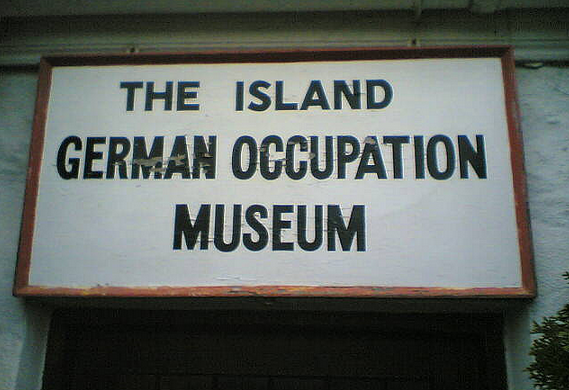 THE ISLAND
GERMAN OCCUPATION
MUSEUM